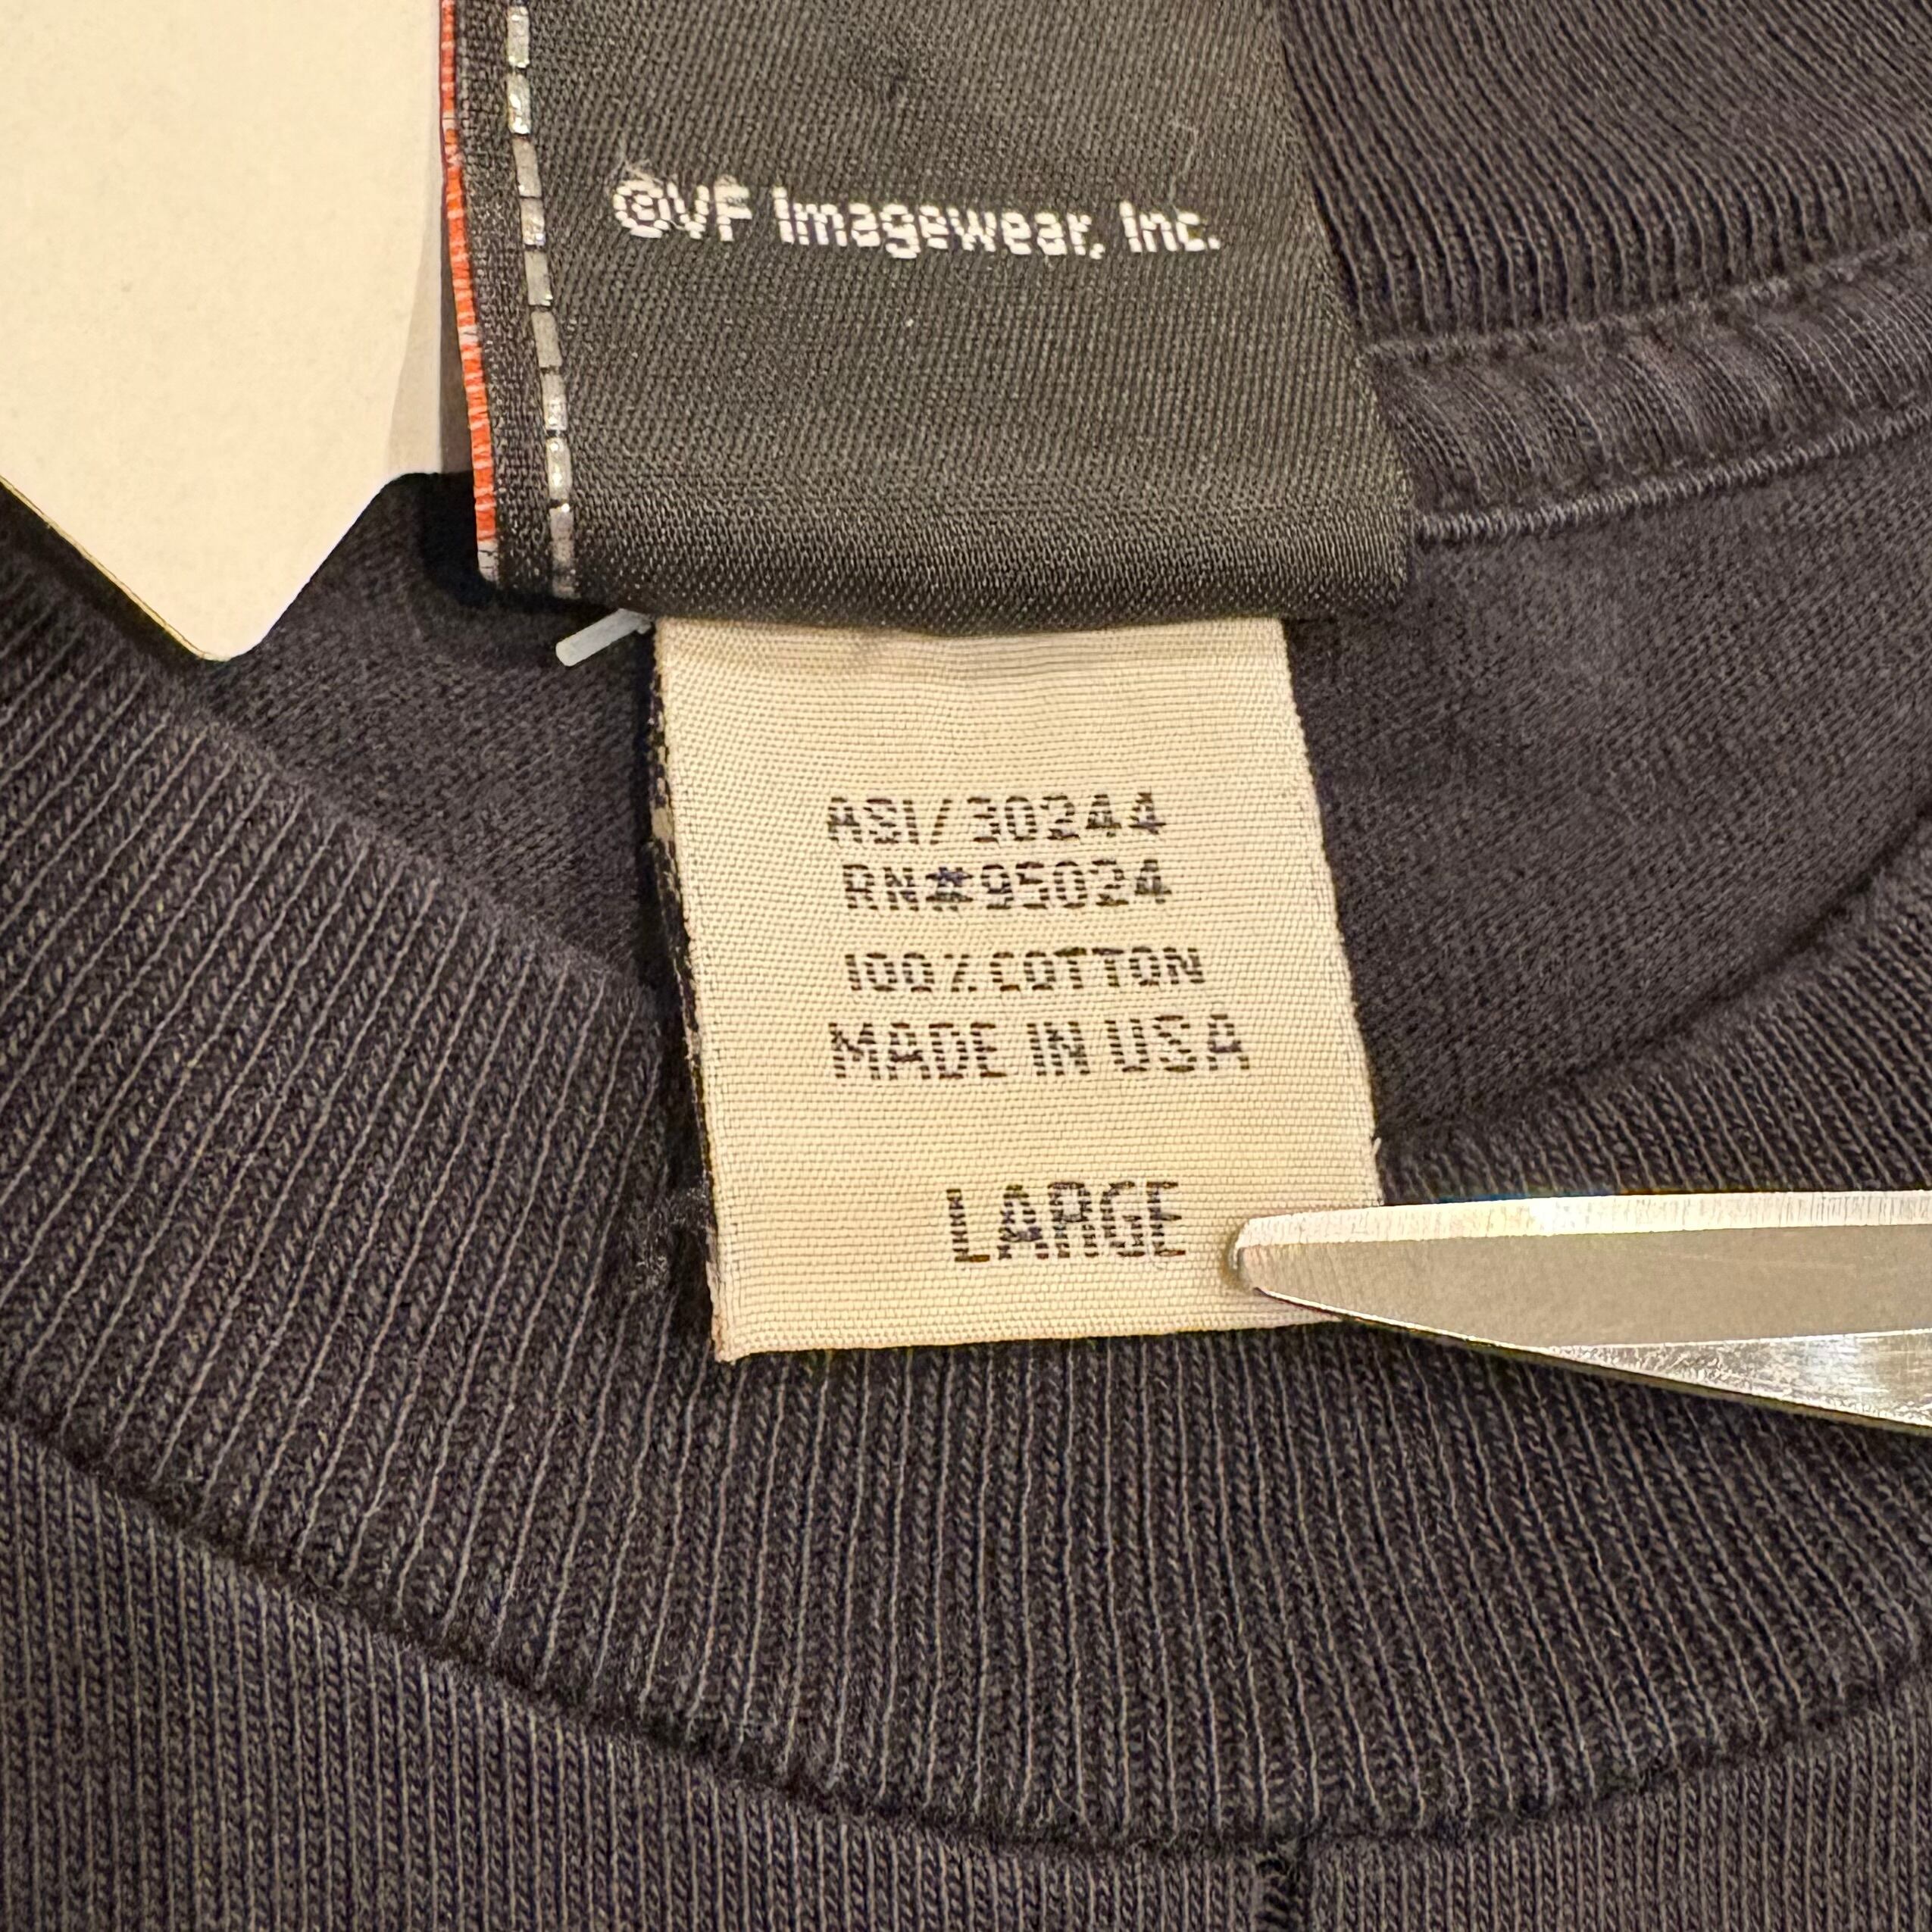 ©VF Imagewear, Inc.
ASI/30244
RN#95024
100%COTTON
MADE IN USA
LARGE